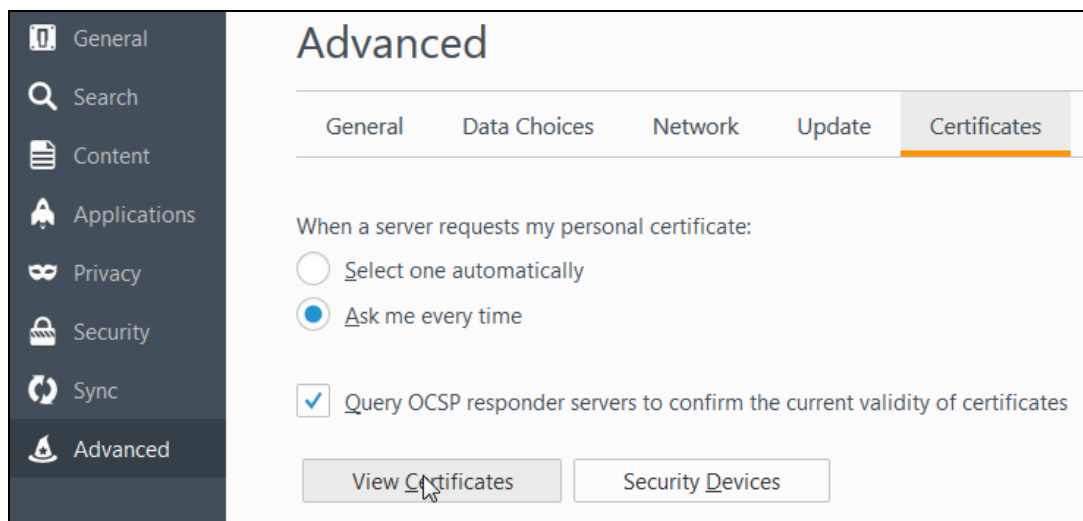 General
Search
Content
Applications
Privacy
Security
Sync
Advanced
Advanced
General Data Choices Network Update Certificates
When a server requests my personal certificate:
Select one automatically
Ask me every time
Query OCSP responder servers to confirm the current validity of certificates
View Certificates Security Devices